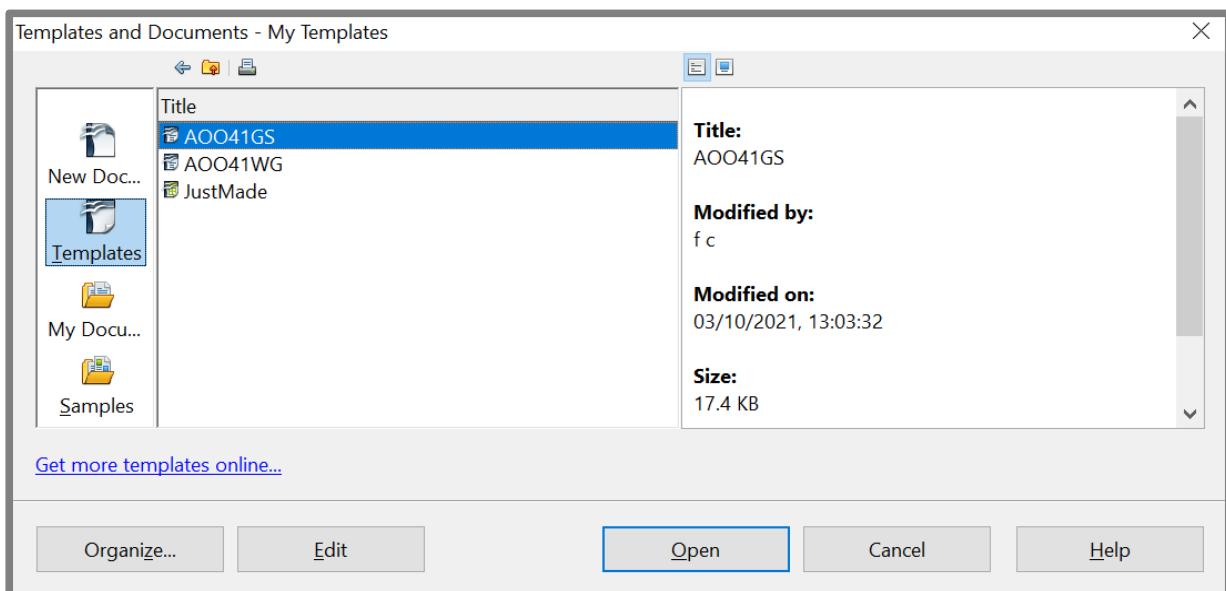 Templates and Documents - My Templates
New Doc...
Templates
My Docu...
Samples
Title
AOO41GS
AOO41WG
JustMade
Title:
AOO41GS
Modified by:
f c
Modified on:
03/10/2021, 13:03:32
Size:
17.4 KB
Get more templates online...
Organize...
Edit
Open
Cancel
Help